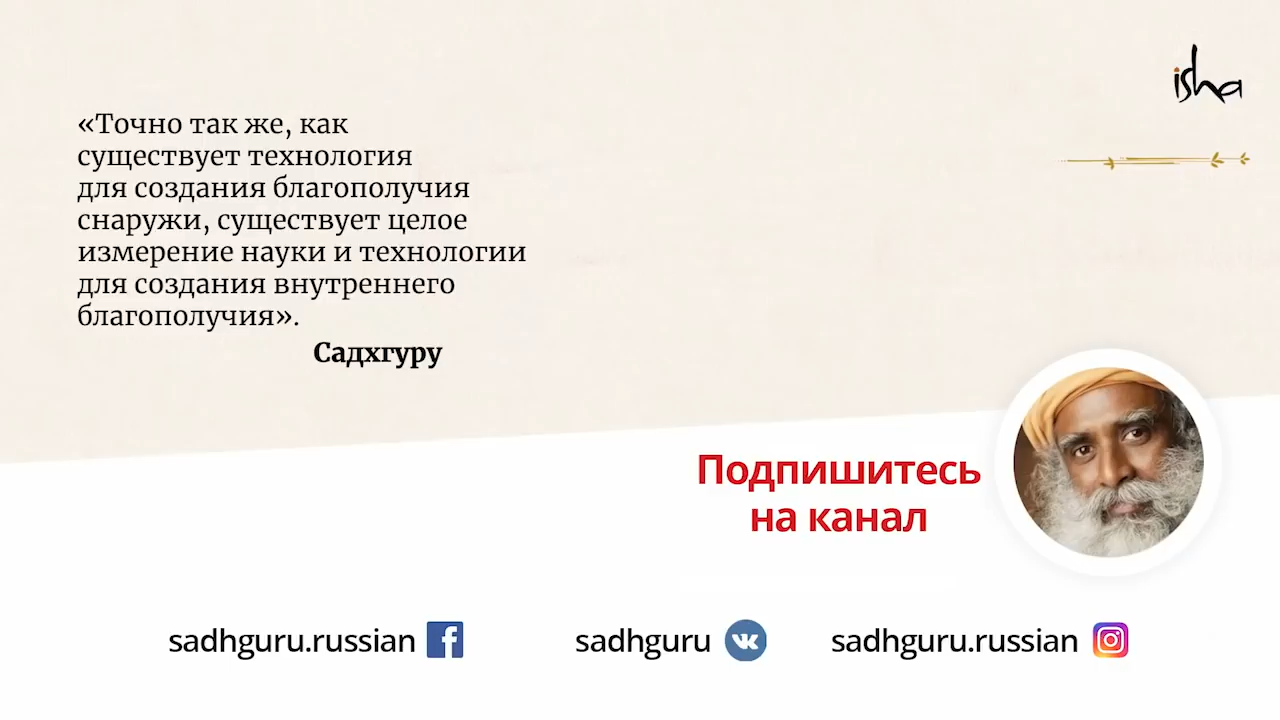 isha
«Точно так же, как
существует технология
для создания благополучия
снаружи, существует целое
измерение науки и технологии
для создания внутреннего
благополучия».
Садхгуру
Подпишитесь
на канал
sadhguru.russian f
sadhguru VK
sadhguru.russian